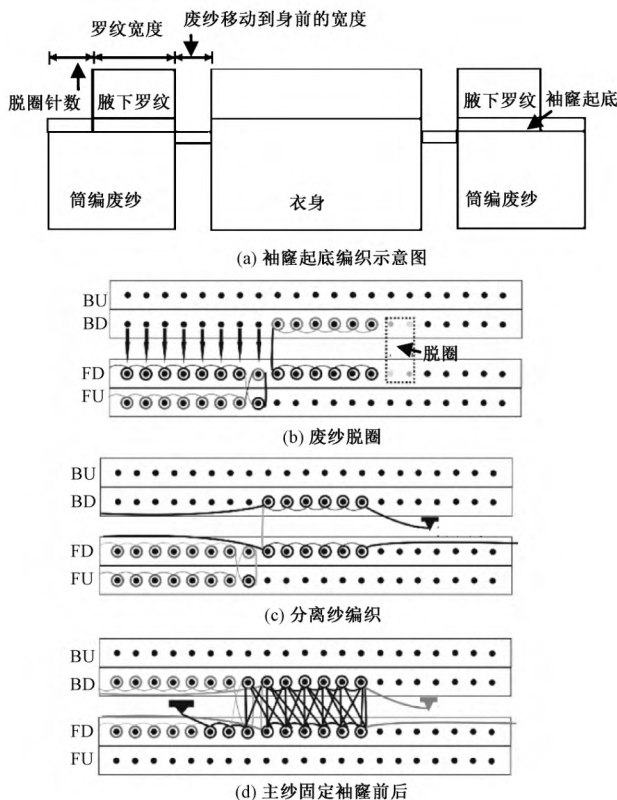 废纱移动到身前的宽度
罗纹宽度
脱圈针数
腋下罗纹
腋下罗纹
袖窿起底
筒编废纱
衣身
筒编废纱
(a) 袖窿起底编织示意图
BU
BD
脱圈
FD
FU
(b) 废纱脱圈
BU
BD
FD
FU
(c) 分离纱编织
BU
BD
FD
FU
(d) 主纱固定袖窿前后